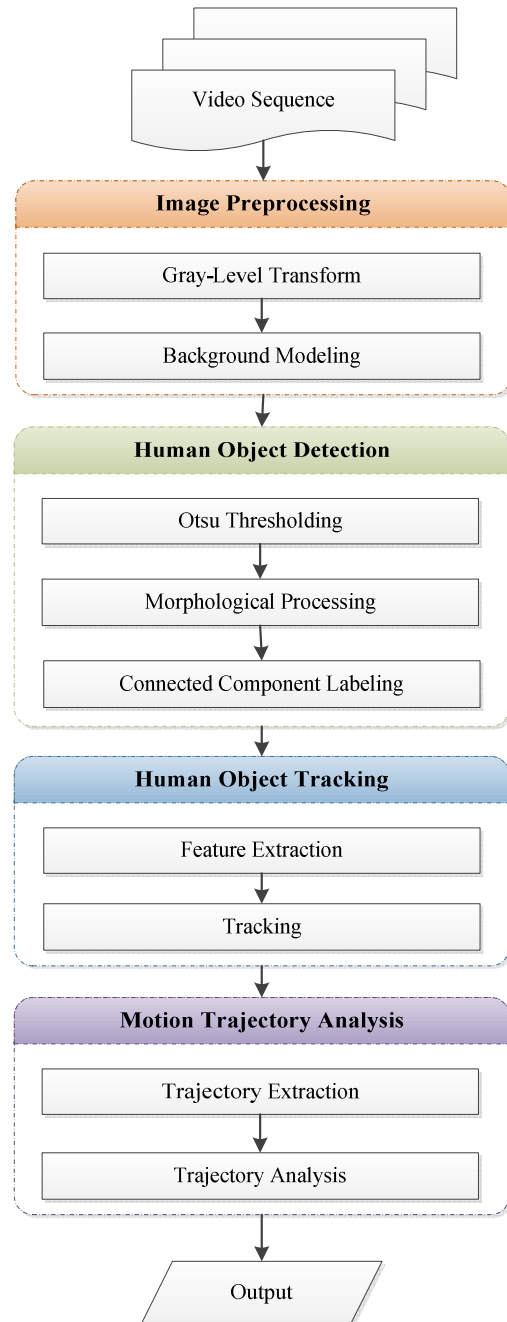 Video Sequence
Image Preprocessing
Gray-Level Transform
Background Modeling
Human Object Detection
Otsu Thresholding
Morphological Processing
Connected Component Labeling
Human Object Tracking
Feature Extraction
Tracking
Motion Trajectory Analysis
Trajectory Extraction
Trajectory Analysis
Output